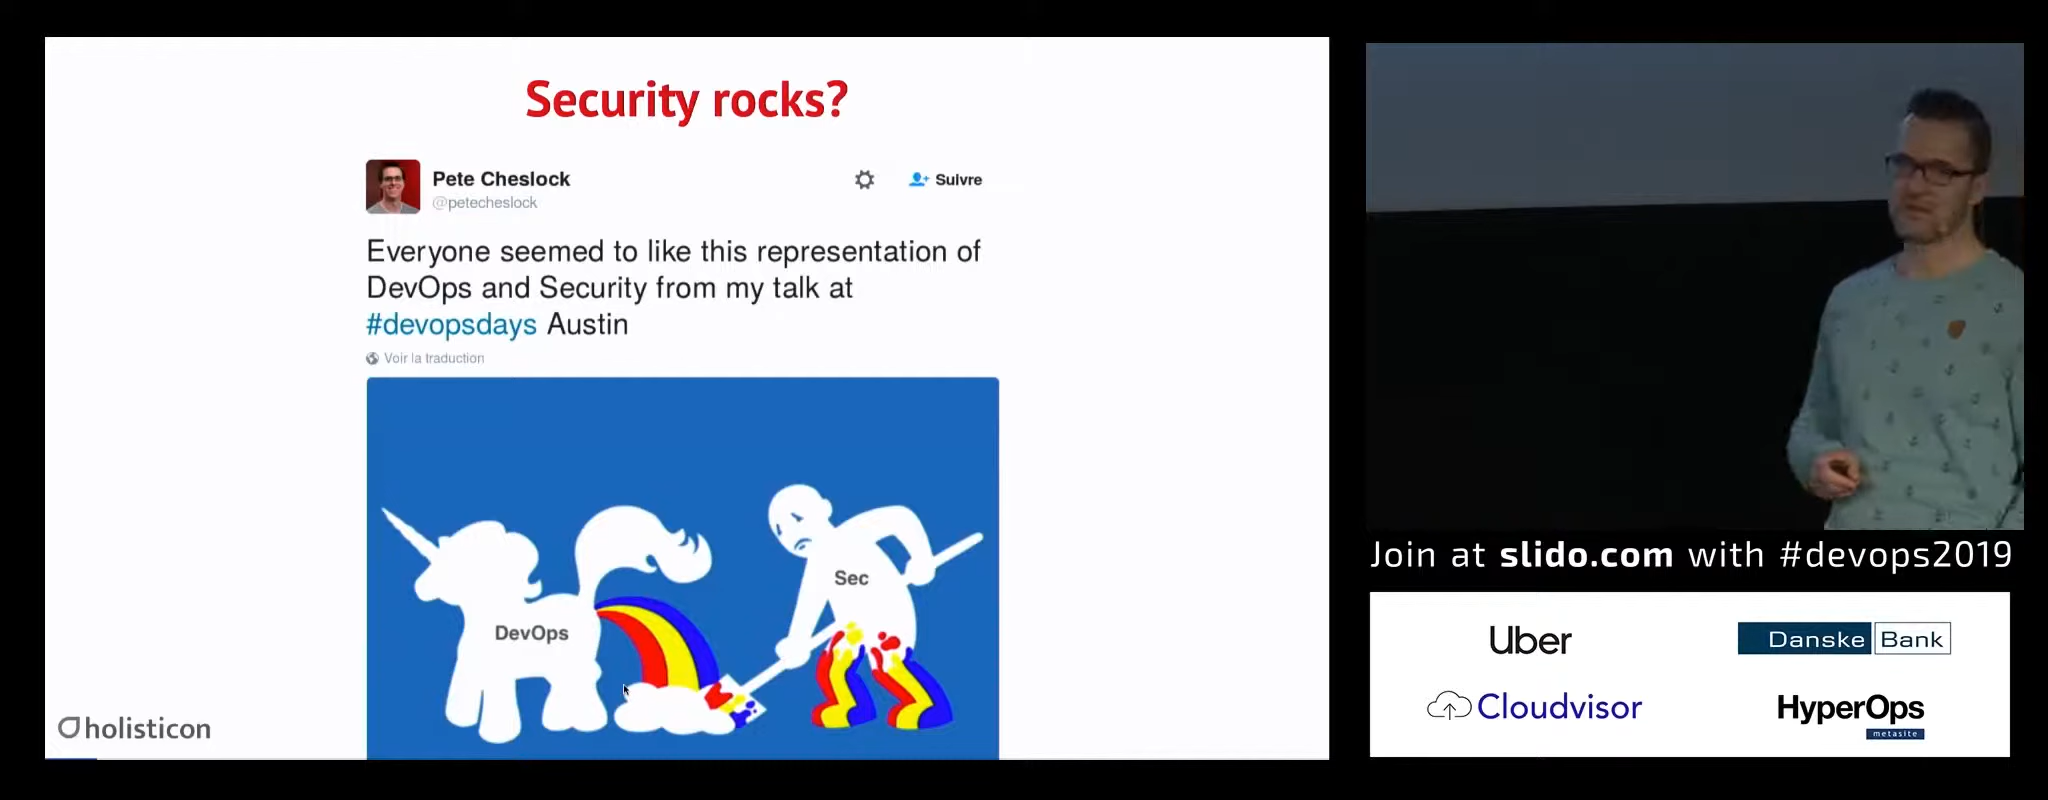 Security rocks?
Pete Cheslock
@petecheslock
Suivre
Everyone seemed to like this representation of
DevOps and Security from my talk at
#devopsdays Austin
Voir la traduction
DevOps
Sec
holisticon
Join at slido.com with #devops2019
Uber
Danske Bank
Cloudvisor
HyperOps
metasite